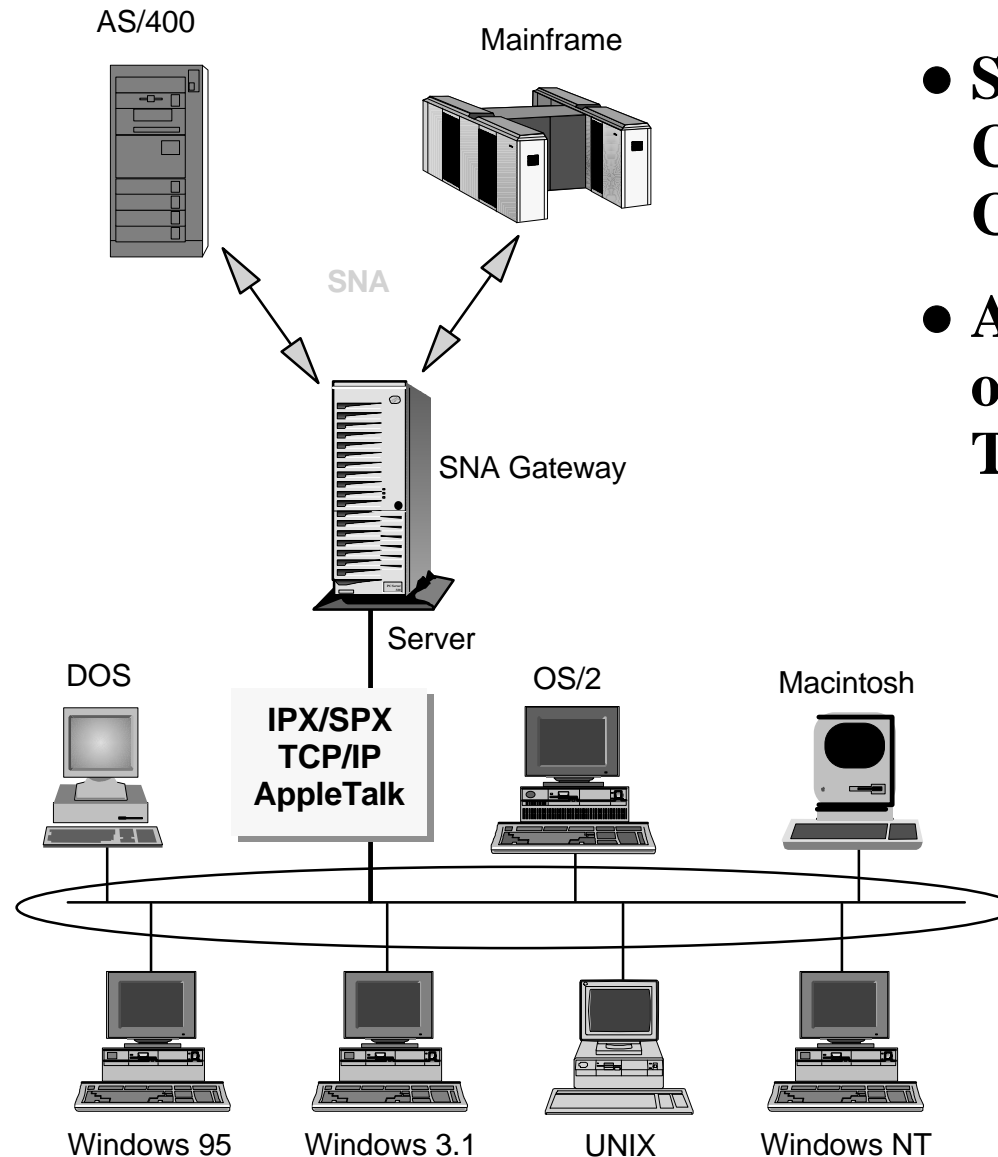 AS/400
Mainframe
SNA
SNA Gateway
Server
DOS
IPX/SPX
TCP/IP
AppleTalk
OS/2
Macintosh
Windows 95
Windows 3.1
UNIX
Windows NT